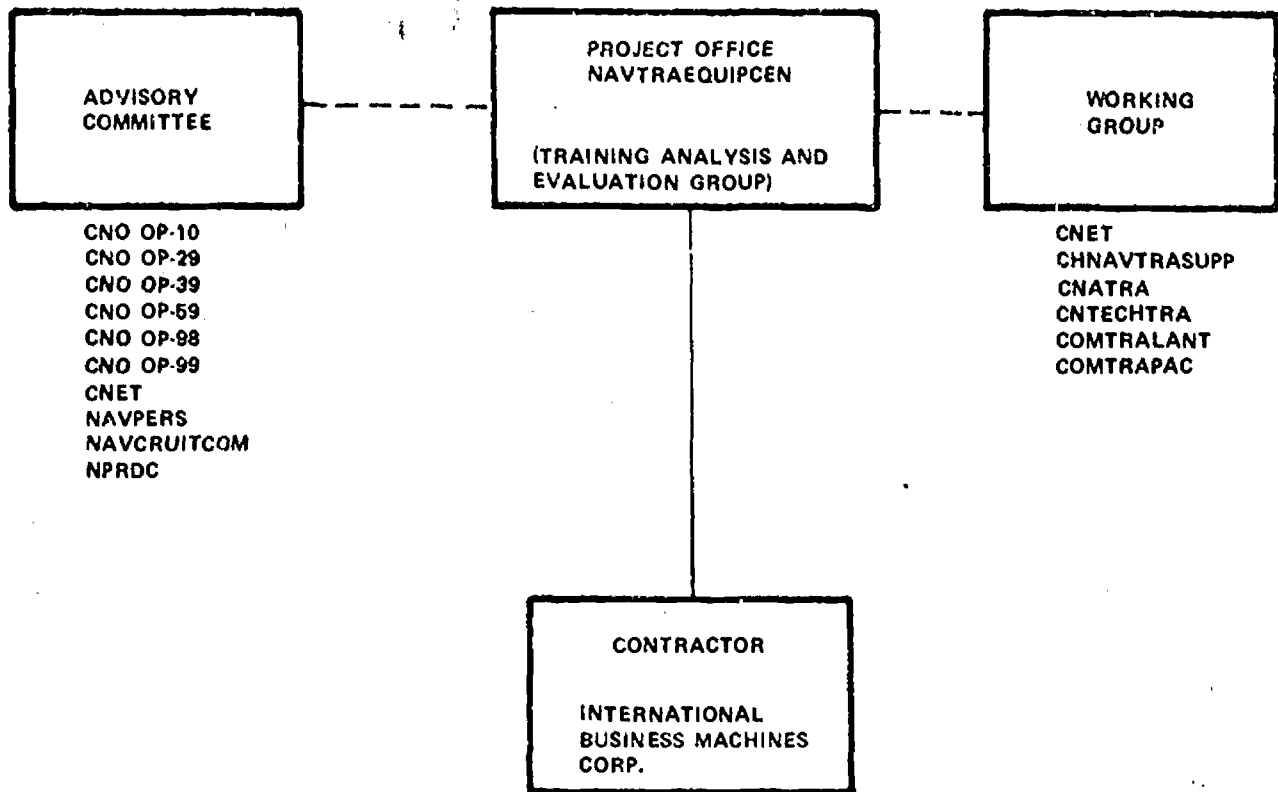 ADVISORY
COMMITTEE
CNO OP-10
CNO OP-29
CNO OP-39
CNO OP-59
CNO OP-98
CNO OP-99
CNET
NAVPERS
NAVCRUITCOM
NPRDC
PROJECT OFFICE
NAVTRAEQUIPCEN
(TRAINING ANALYSIS AND
EVALUATION GROUP)
WORKING
GROUP
CNET
CHNAVTRASUPP
CNATRA
CNTECHTRA
COMTRALANT
COMTRAPAC
CONTRACTOR
INTERNATIONAL
BUSINESS MACHINES
CORP.